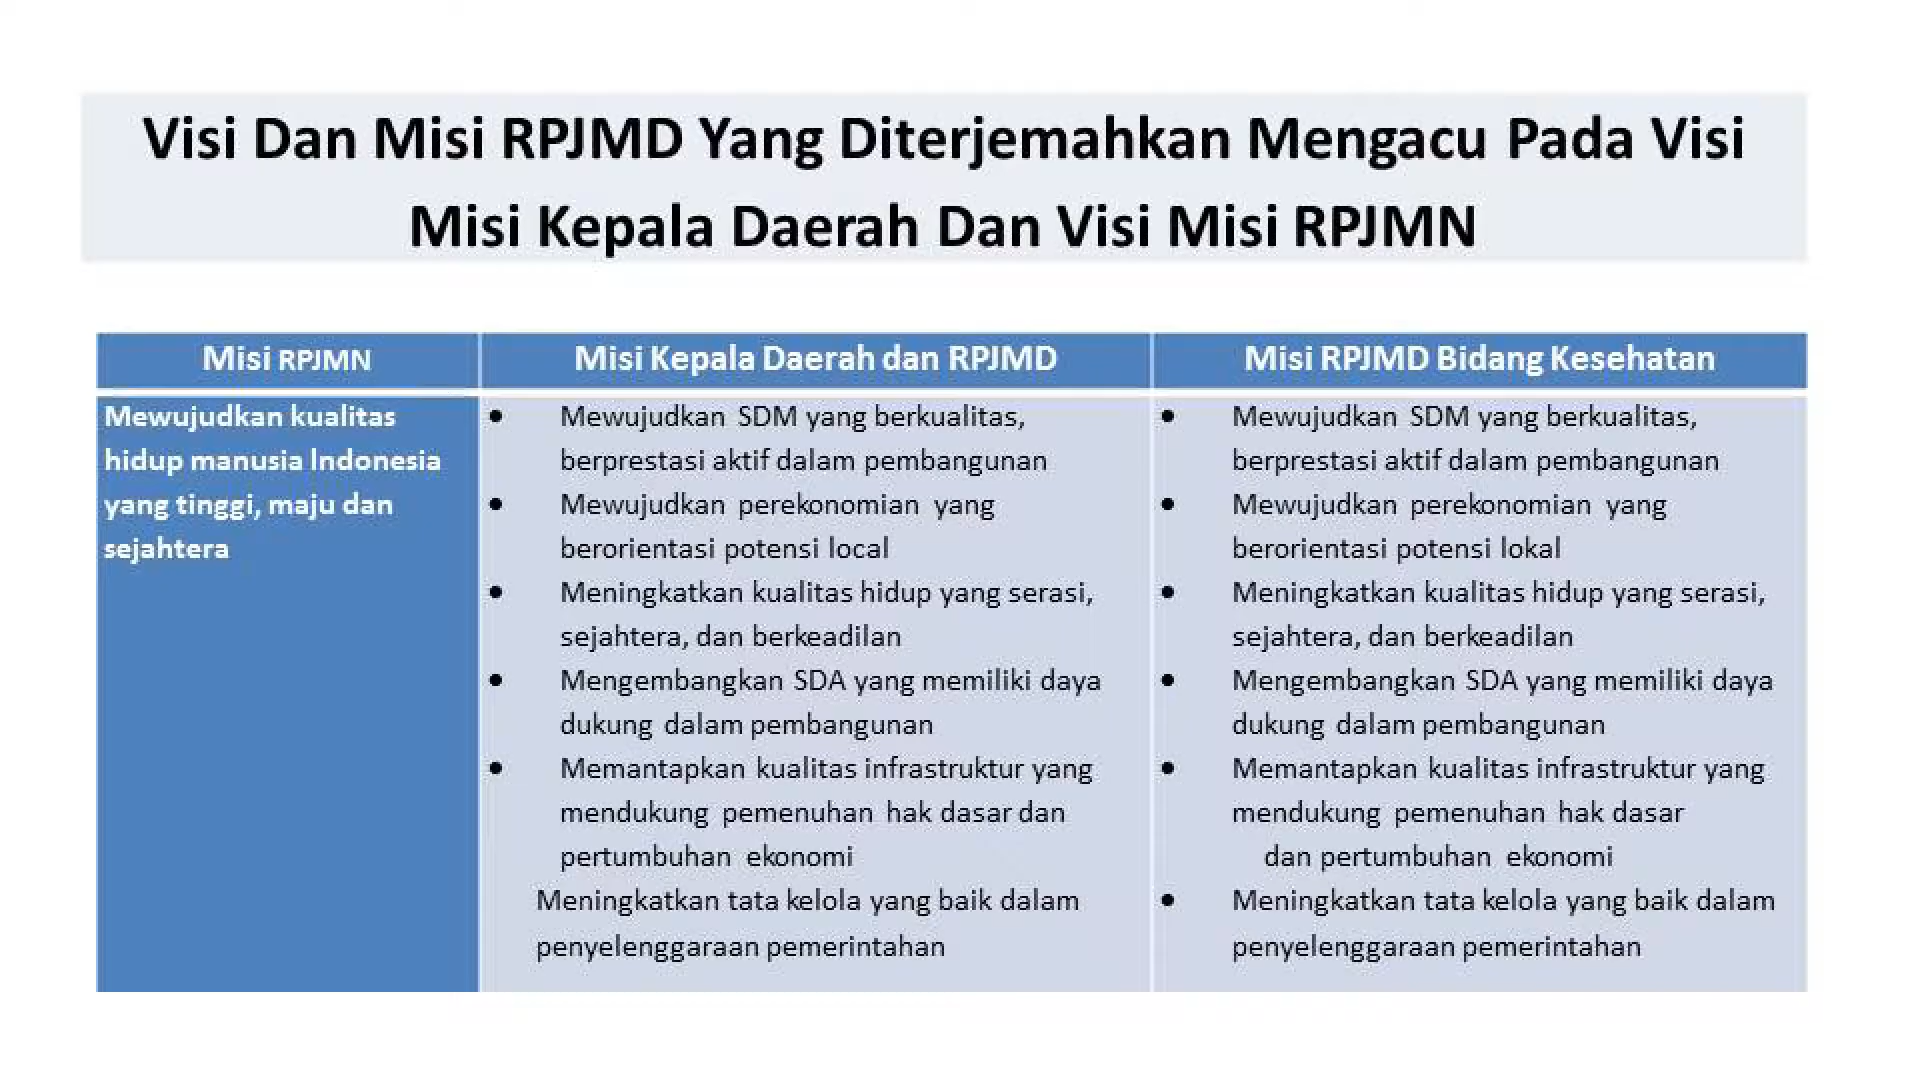 Visi Dan Misi RPJMD Yang Diterjemahkan Mengacu Pada Visi
Misi Kepala Daerah Dan Visi Misi RPJMN
Misi RPJMN
Misi Kepala Daerah dan RPJMD
Misi RPJMD Bidang Kesehatan
Mewujudkan kualitas
hidup manusia Indonesia
yang tinggi, maju dan
sejahtera
• Mewujudkan SDM yang berkualitas,
berprestasi aktif dalam pembangunan
• Mewujudkan perekonomian yang
berorientasi potensi local
• Meningkatkan kualitas hidup yang serasi,
sejahtera, dan berkeadilan
• Mengembangkan SDA yang memiliki daya
dukung dalam pembangunan
• Memantapkan kualitas infrastruktur yang
mendukung pemenuhan hak dasar dan
pertumbuhan ekonomi
Meningkatkan tata kelola yang baik dalam
penyelenggaraan pemerintahan
• Mewujudkan SDM yang berkualitas,
berprestasi aktif dalam pembangunan
• Mewujudkan perekonomian yang
berorientasi potensi lokal
• Meningkatkan kualitas hidup yang serasi,
sejahtera, dan berkeadilan
• Mengembangkan SDA yang memiliki daya
dukung dalam pembangunan
• Memantapkan kualitas infrastruktur yang
mendukung pemenuhan hak dasar
dan pertumbuhan ekonomi
• Meningkatkan tata kelola yang baik dalam
penyelenggaraan pemerintahan